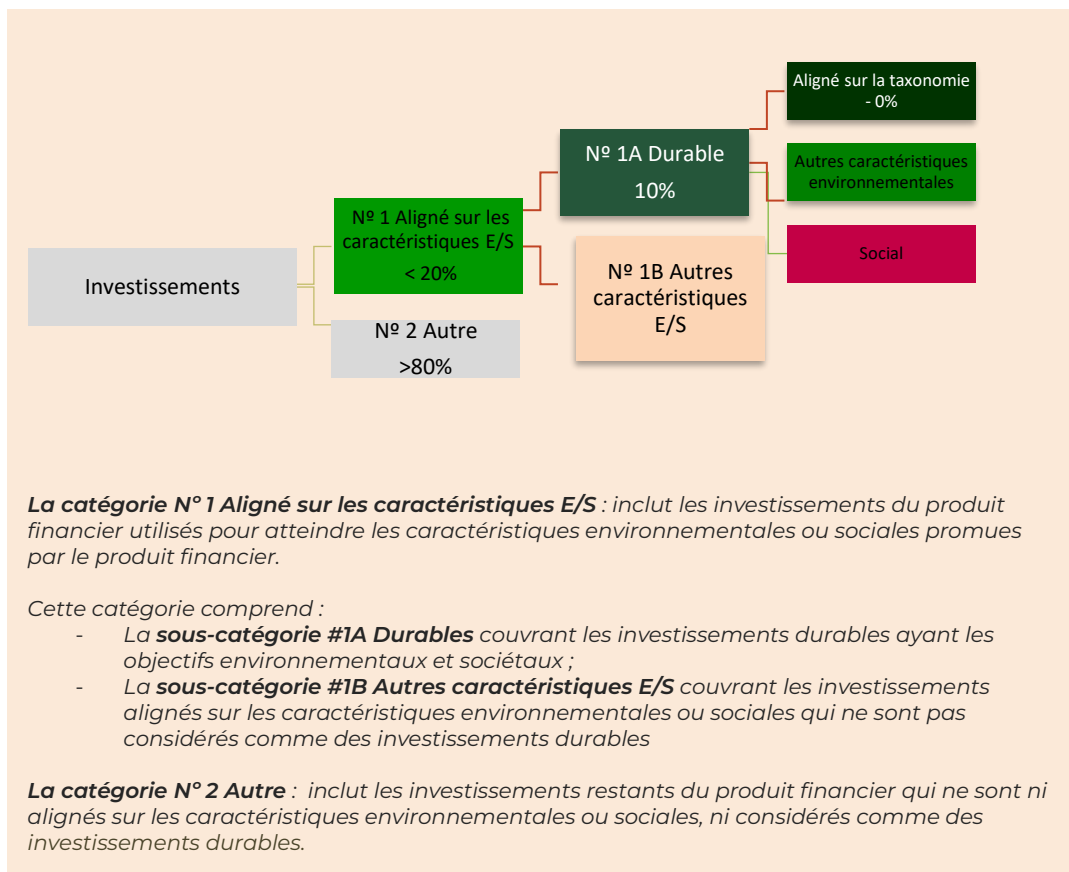 Investissements
Nº 1 Aligné sur les
caractéristiques E/S
< 20%
Nº 2 Autre
>80%
Nº 1A Durable
10%
Nº 1B Autres
caractéristiques
E/S
Aligné sur la taxonomie
- 0%
Autres caractéristiques
environnementales
Social
La catégorie Nº 1 Aligné sur les caractéristiques E/S : inclut les investissements du produit
financier utilisés pour atteindre les caractéristiques environnementales ou sociales promues
par le produit financier.
Cette catégorie comprend :
- La sous-catégorie #1A Durables couvrant les investissements durables ayant les
objectifs environnementaux et sociétaux ;
- La sous-catégorie #1B Autres caractéristiques E/S couvrant les investissements
alignés sur les caractéristiques environnementales ou sociales qui ne sont pas
considérés comme des investissements durables
La catégorie Nº 2 Autre : inclut les investissements restants du produit financier qui ne sont ni
alignés sur les caractéristiques environnementales ou sociales, ni considérés comme des
investissements durables.